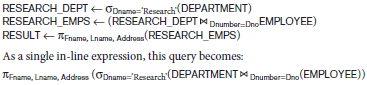 RESEARCH_DEPT ← σDname='Research'(DEPARTMENT)
RESEARCH_EMPS ← (RESEARCH_DEPT ⋈ Dnumber=DnoEMPLOYEE)
RESULT ← πFname, Lname, Address(RESEARCH_EMPS)
As a single in-line expression, this query becomes:
πFname, Lname, Address (σDname='Research'(DEPARTMENT ⋈ Dnumber=Dno(EMPLOYEE))